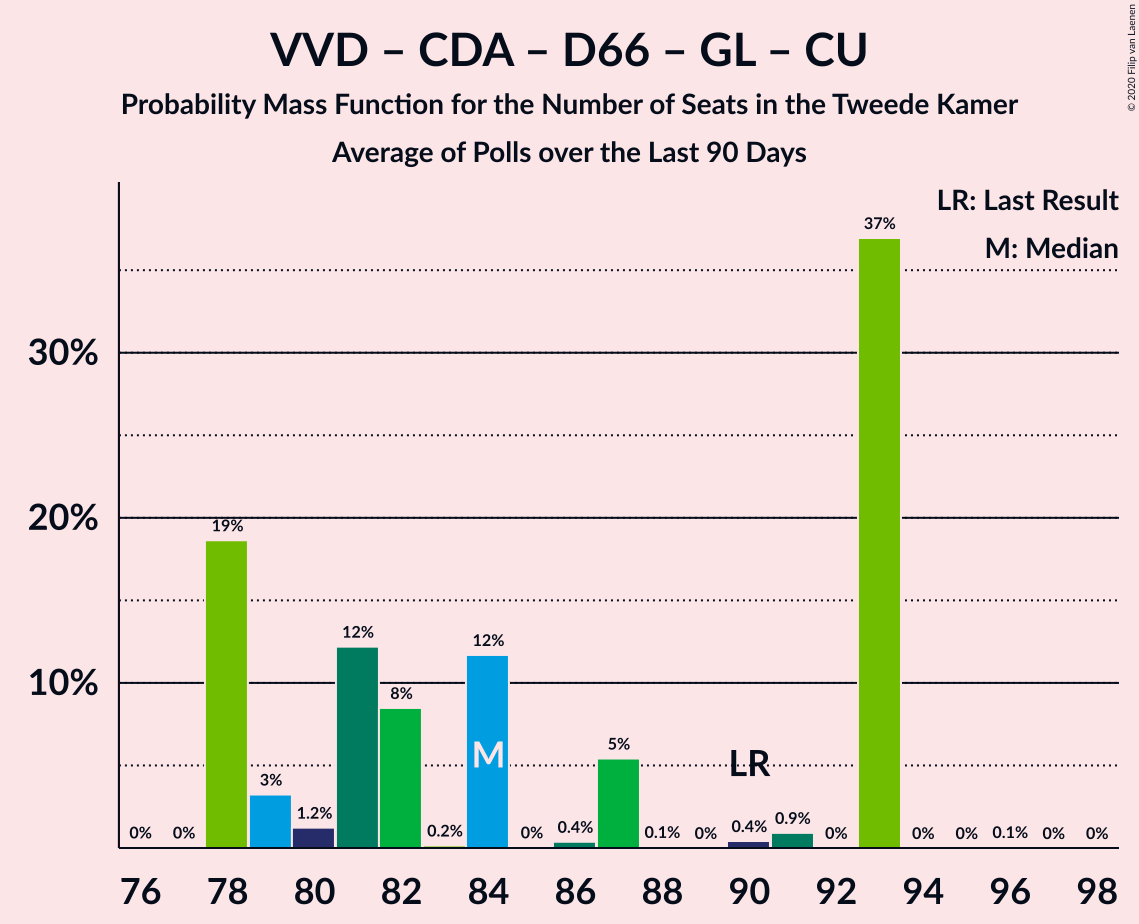 VVD – CDA – D66 – GL – CU
Probability Mass Function for the Number of Seats in the Tweede Kamer
Average of Polls over the Last 90 Days
© 2020 Filip van Laenen
LR: Last Result
M: Median
30%
20%
10%
0%
0%
19%
3%
1.2%
12%
8%
0.2%
12%
0%
0.4%
5%
0.1%
0%
0.4%
0.9%
0%
37%
0%
0%
0.1%
0%
0%
M
LR
76 78 80 82 84 86 88 90 92 94 96 98